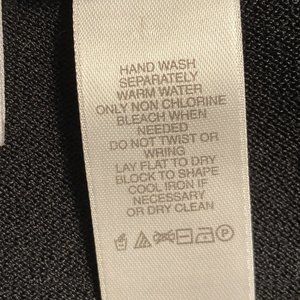 HAND WASH
SEPARATELY
WARM WATER
ONLY NON CHLORINE
BLEACH WHEN
NEEDED
DO NOT TWIST OR
WRING
LAY FLAT TO DRY
BLOCK TO SHAPE
COOL IRON IF
NECESSARY
OR DRY CLEAN
P